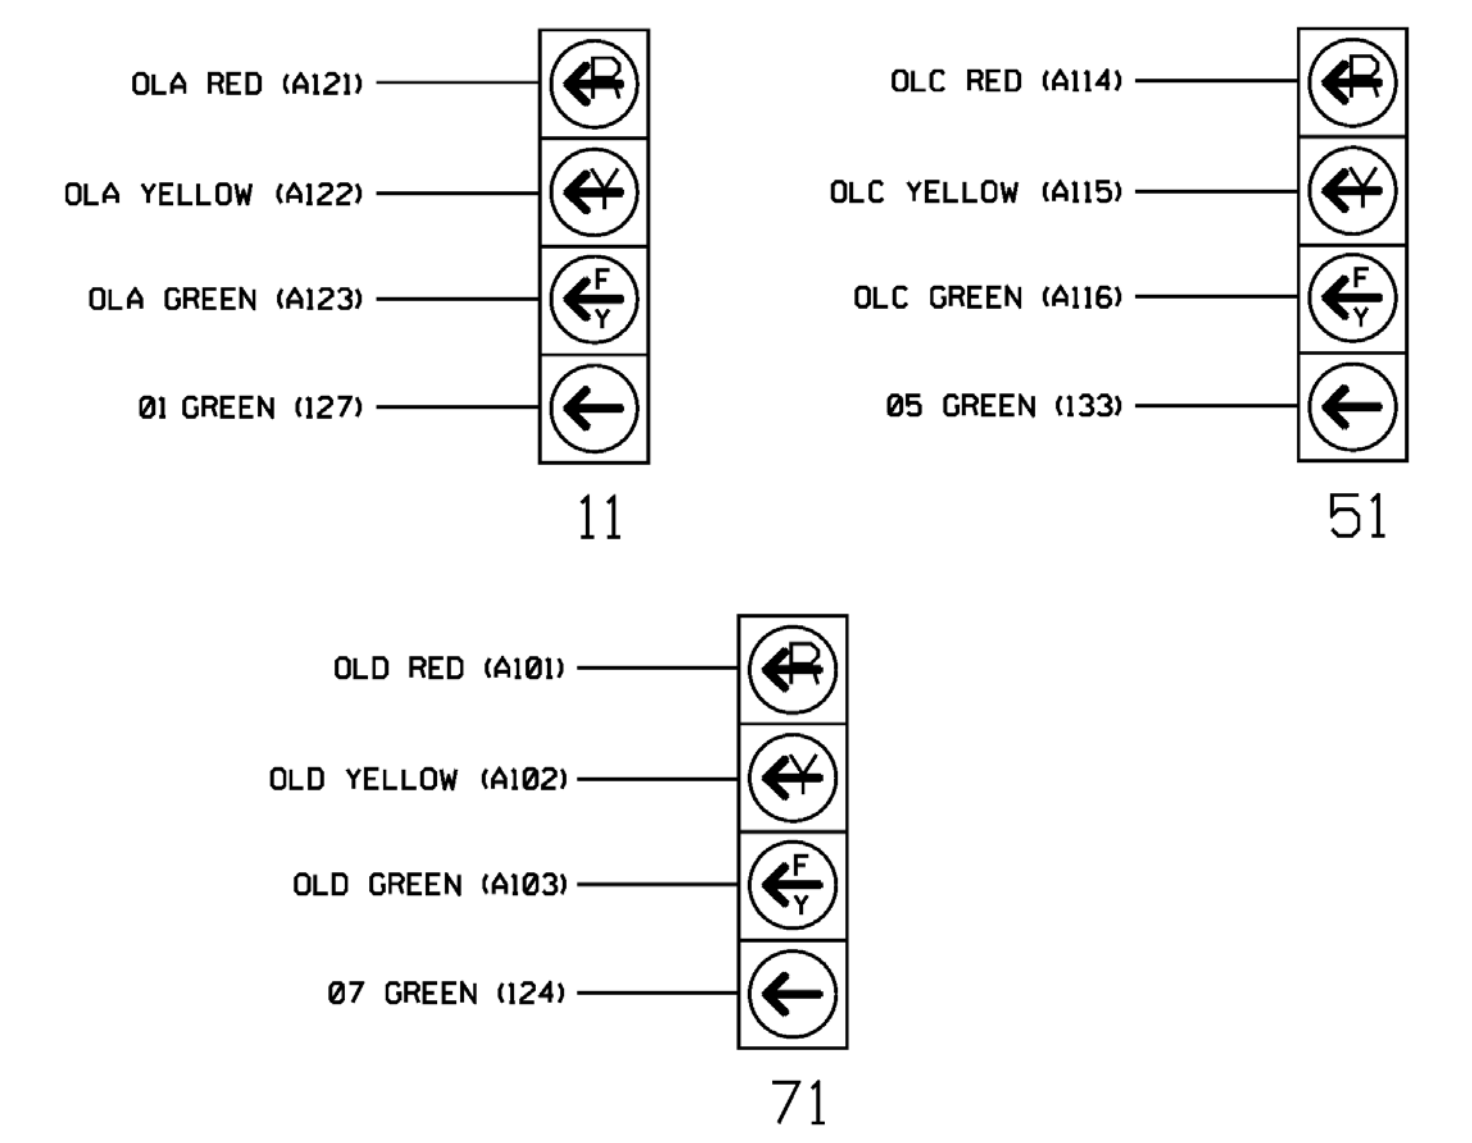 OLA RED (A121)
R
OLA YELLOW (A122)
Y
OLA GREEN (A123)
F
Y
01 GREEN (127)
11
OLC RED (A114)
R
OLC YELLOW (A115)
Y
OLC GREEN (A116)
F
Y
05 GREEN (133)
51
OLD RED (A101)
R
OLD YELLOW (A102)
Y
OLD GREEN (A103)
F
Y
07 GREEN (124)
71